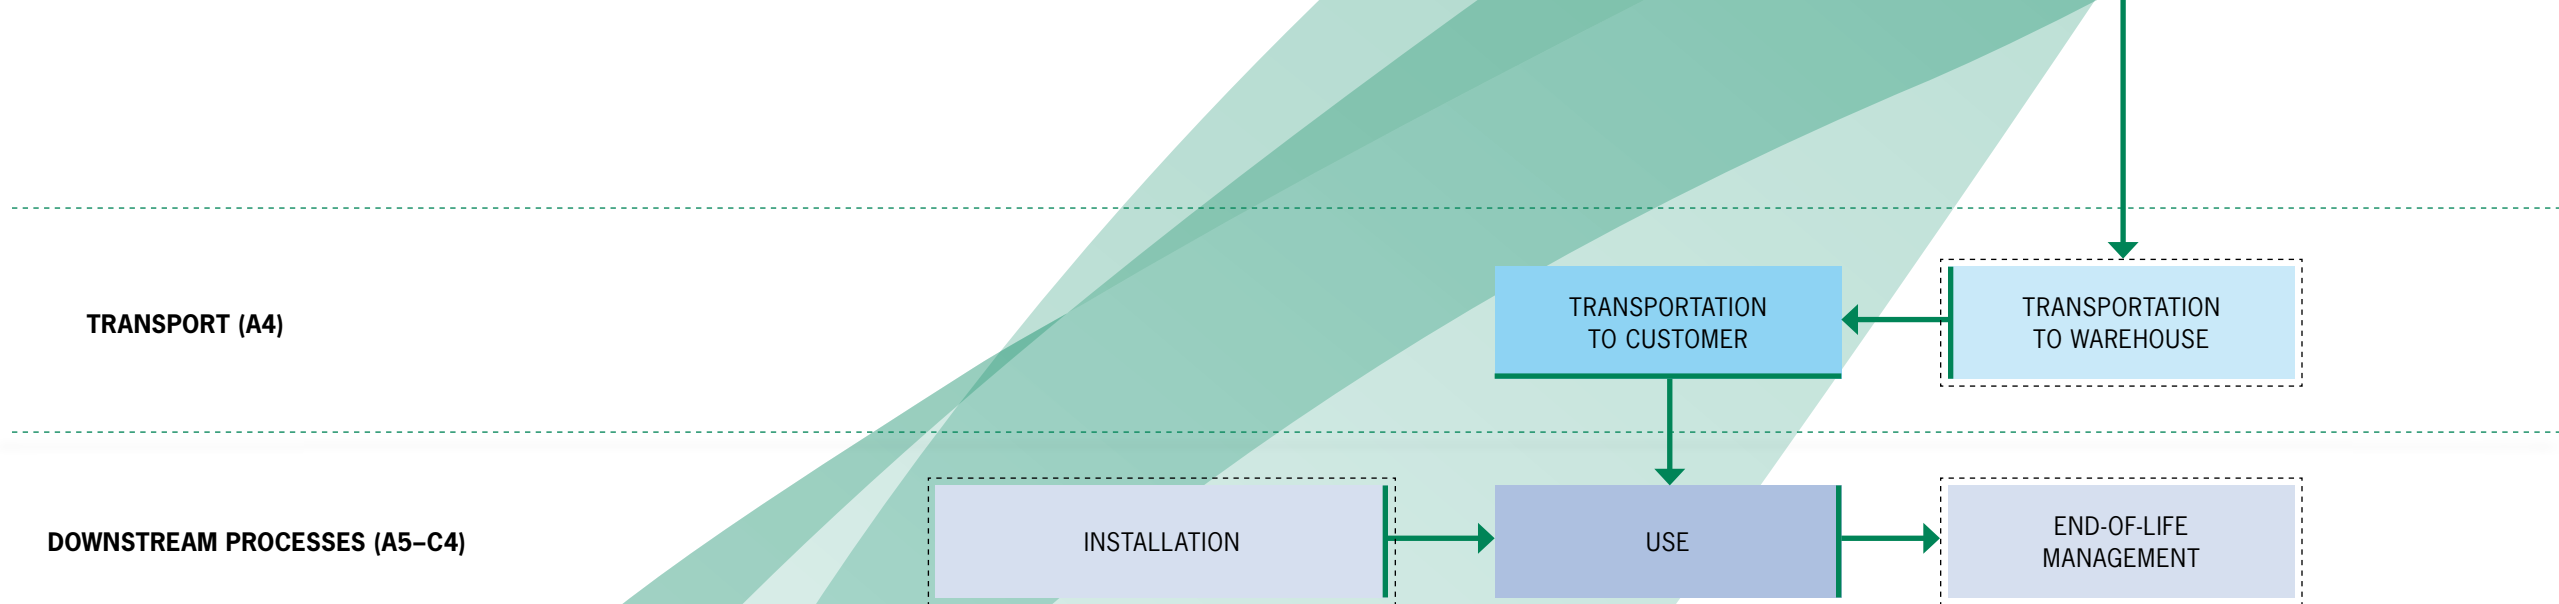 TRANSPORT (A4)
TRANSPORTATION
TO CUSTOMER
TRANSPORTATION
TO WAREHOUSE
DOWNSTREAM PROCESSES (A5–C4)
INSTALLATION
USE
END-OF-LIFE
MANAGEMENT